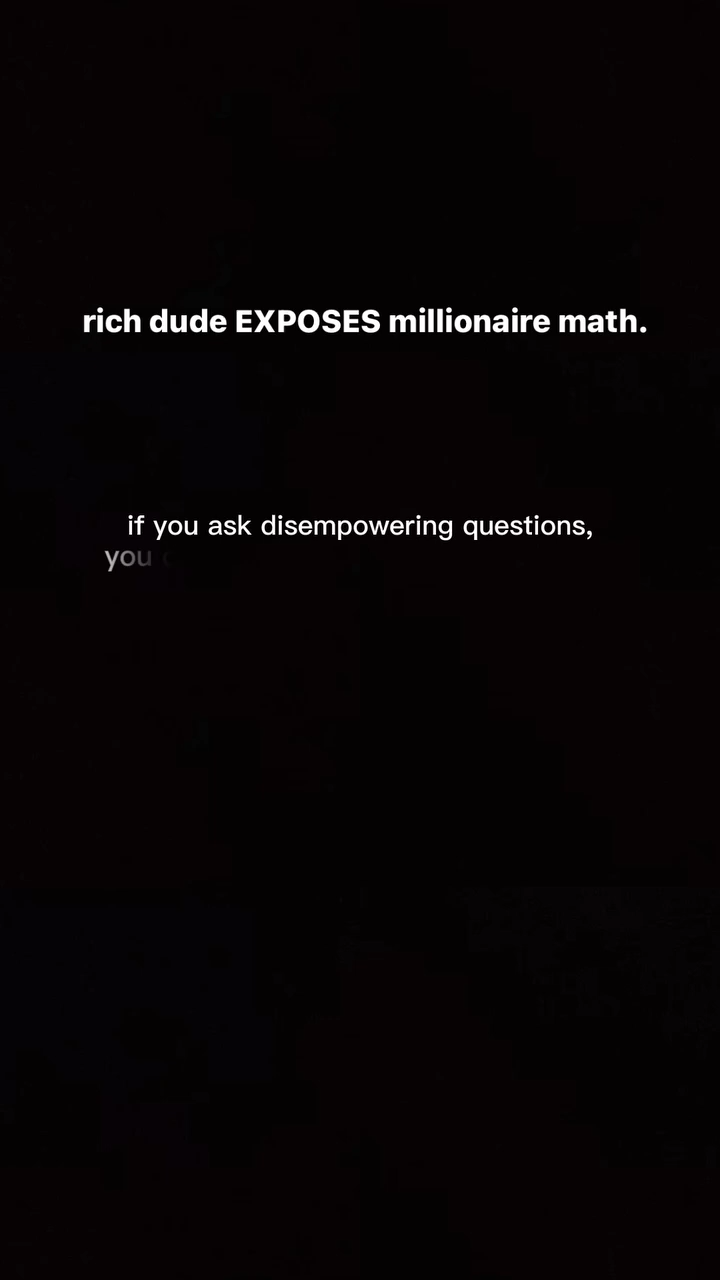 rich dude EXPOSES millionaire math.
if you ask disempowering questions,
you